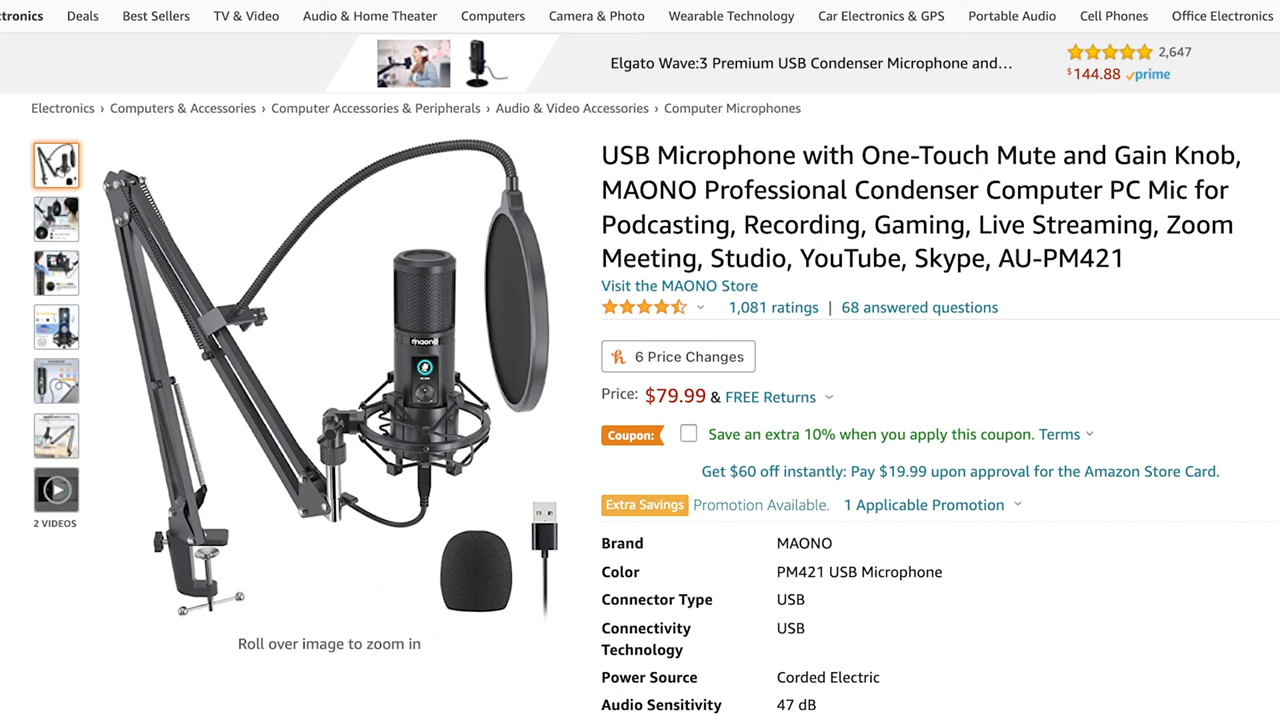 ctronics Deals Best Sellers TV & Video Audio & Home Theater Computers Camera & Photo Wearable Technology Car Electronics & GPS Portable Audio Cell Phones Office Electronics
Elgato Wave:3 Premium USB Condenser Microphone and... 2,647
$144.88 prime
Electronics › Computers & Accessories › Computer Accessories & Peripherals › Audio & Video Accessories › Computer Microphones
maono
2 VIDEOS
Roll over image to zoom in
USB Microphone with One-Touch Mute and Gain Knob,
MAONO Professional Condenser Computer PC Mic for
Podcasting, Recording, Gaming, Live Streaming, Zoom
Meeting, Studio, YouTube, Skype, AU-PM421
Visit the MAONO Store
1,081 ratings | 68 answered questions
6 Price Changes
Price: $79.99 & FREE Returns
Coupon: Save an extra 10% when you apply this coupon. Terms
Get $60 off instantly: Pay $19.99 upon approval for the Amazon Store Card.
Extra Savings Promotion Available. 1 Applicable Promotion
Brand MAONO
Color PM421 USB Microphone
Connector Type USB
Connectivity USB
Technology
Power Source Corded Electric
Audio Sensitivity 47 dB